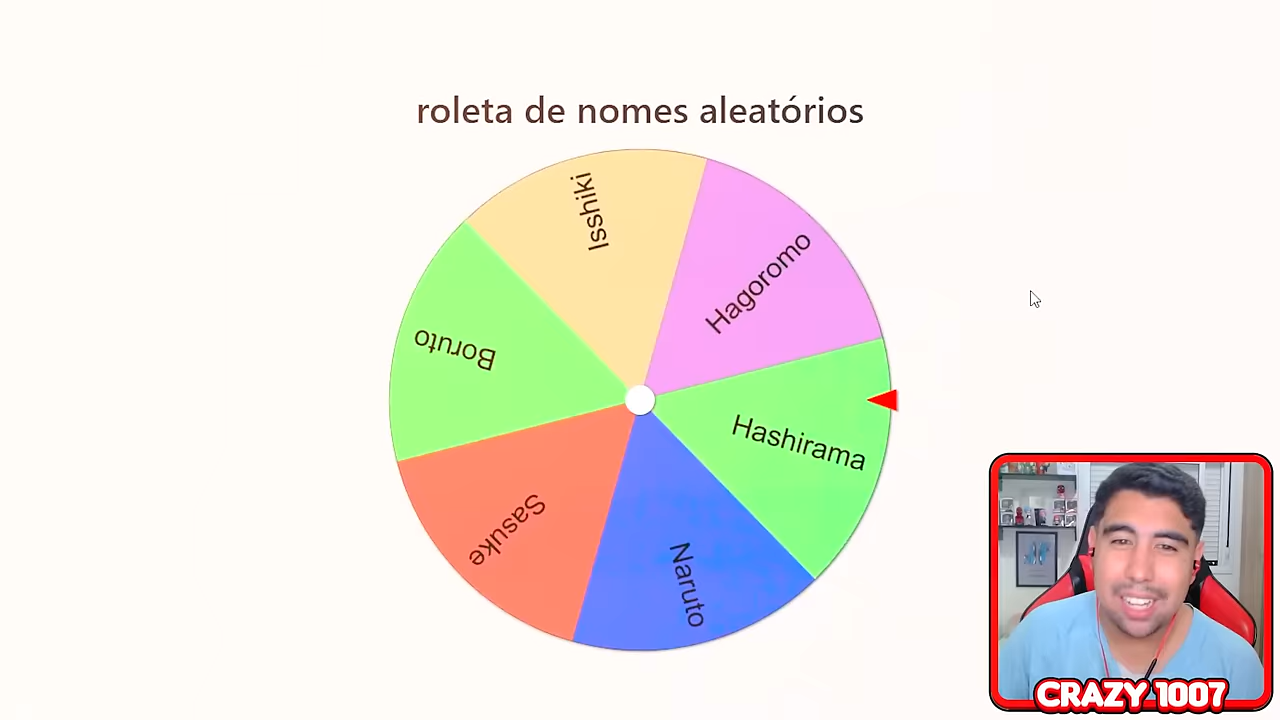 roleta de nomes aleatórios
Isshiki
Hagoromo
Boruto
Hashirama
Sasuke
Naruto
CRAZY 1007